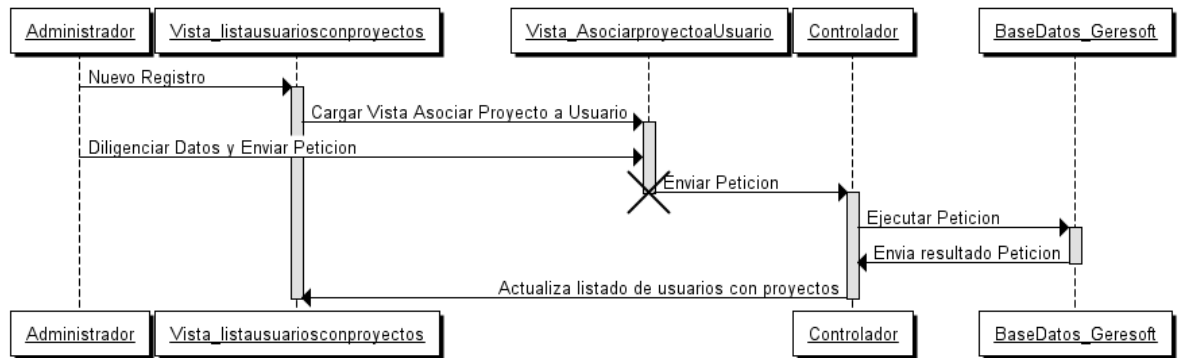 Administrador
Vista_listausuariosconproyectos
Vista_AsociarproyectoaUsuario
Controlador
BaseDatos_Geresoft
Nuevo Registro
Cargar Vista Asociar Proyecto a Usuario
Diligenciar Datos y Enviar Peticion
Enviar Peticion
Ejecutar Peticion
Envia resultado Peticion
Actualiza listado de usuarios con proyectos
Administrador
Vista_listausuariosconproyectos
Controlador
BaseDatos_Geresoft